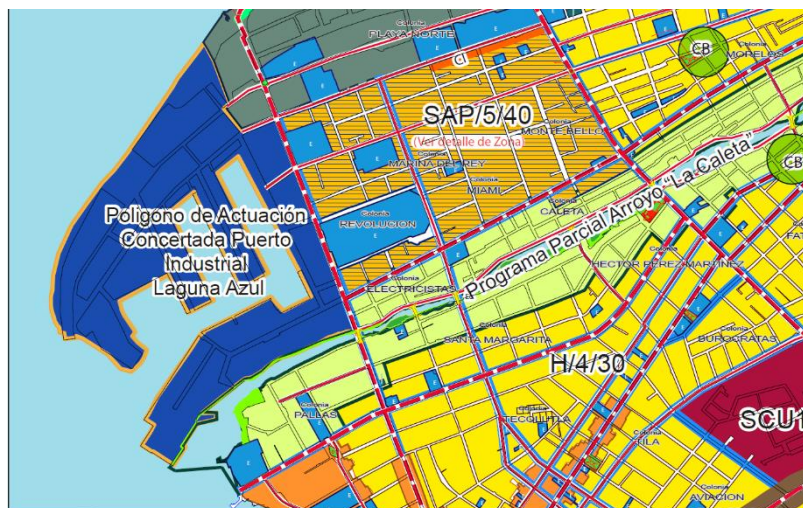 Colonia
PLAYA NORTE
E
CI
CB
Colonia
MORELOS
SAP/5/40
(Ver detalle de Zona)
Colonia
MONTE BELLO
Colonia
MARINA DEL REY
Colonia
MIAMI
CB
Colonia
CALETA
Polígono de Actuación
Concertada Puerto
Industrial
Laguna Azul
Colonia
REVOLUCION
E
Programa Parcial Arroyo "La Caleta"
Colonia
ELECTRICISTAS
Colonia
HECTOR PEREZ MARTINEZ
Colonia
SANTA MARGARITA
Colonia
BUROCRATAS
H/4/30
Colonia
PALLAS
Colonia
TECOLUTLA
Colonia
TILA
SCU1
E
Colonia
AVIACION